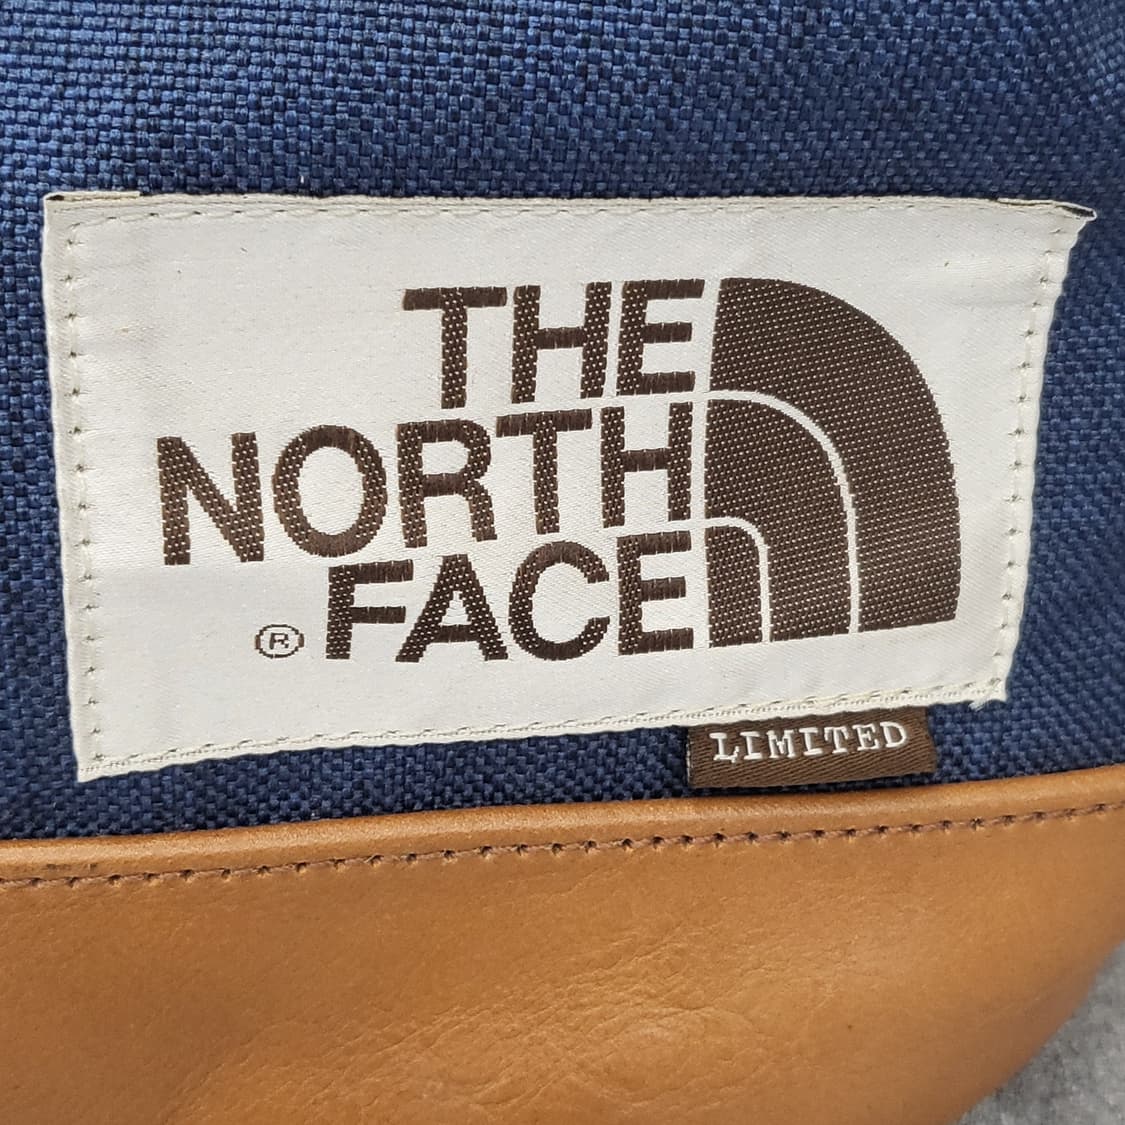 THE
NORTH
® FACE
LIMITED